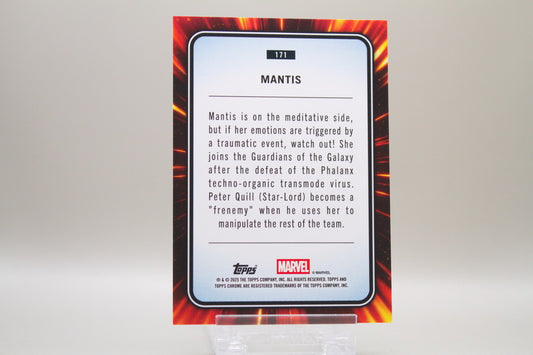 171
MANTIS
Mantis is on the meditative side,
but if her emotions are triggered by
a traumatic event, watch out! She
joins the Guardians of the Galaxy
after the defeat of the Phalanx
techno-organic transmode virus.
Peter Quill (Star-Lord) becomes a
"frenemy" when he uses her to
manipulate the rest of the team.
Topps MARVEL © MARVEL
® & © 2025 THE TOPPS COMPANY, INC. ALL RIGHTS RESERVED. TOPPS AND
TOPPS CHROME ARE REGISTERED TRADEMARKS OF THE TOPPS COMPANY, INC.